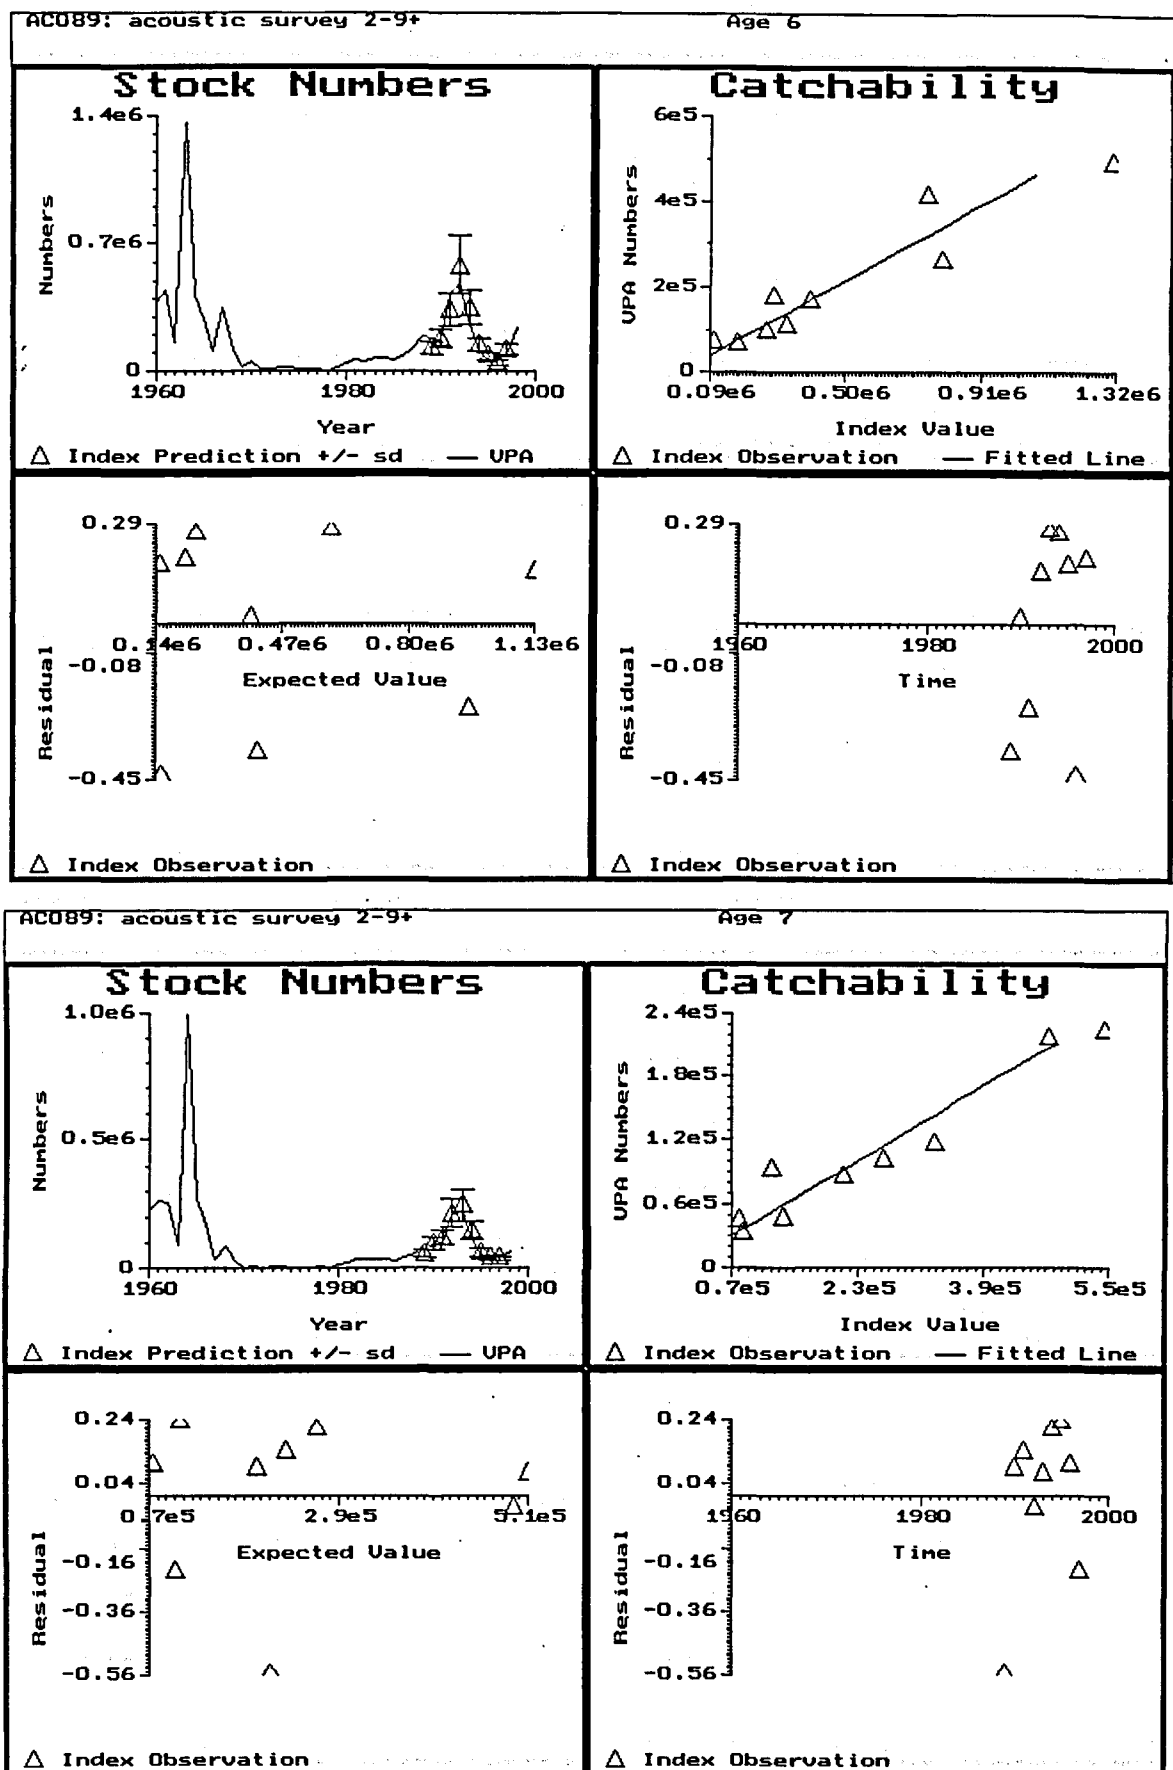 ACO89: acoustic survey 2-9+ Age 6
Stock Numbers
1.4e6
0.7e6
0
Numbers
1960 1980 2000
Year
△ Index Prediction +/- sd — VPA
Catchability
6e5
4e5
2e5
0
VPA Numbers
0.09e6 0.50e6 0.91e6 1.32e6
Index Value
△ Index Observation — Fitted Line
0.29
-0.08
-0.45
Residual
0.14e6 0.47e6 0.80e6 1.13e6
Expected Value
△ Index Observation
0.29
-0.08
-0.45
Residual
1960 1980 2000
Time
△ Index Observation
ACO89: acoustic survey 2-9+ Age 7
Stock Numbers
1.0e6
0.5e6
0
Numbers
1960 1980 2000
Year
△ Index Prediction +/- sd — VPA
Catchability
2.4e5
1.8e5
1.2e5
0.6e5
0
VPA Numbers
0.7e5 2.3e5 3.9e5 5.5e5
Index Value
△ Index Observation — Fitted Line
0.24
0.04
-0.16
-0.36
-0.56
Residual
0.7e5 2.9e5 5.1e5
Expected Value
△ Index Observation
0.24
0.04
-0.16
-0.36
-0.56
Residual
1960 1980 2000
Time
△ Index Observation